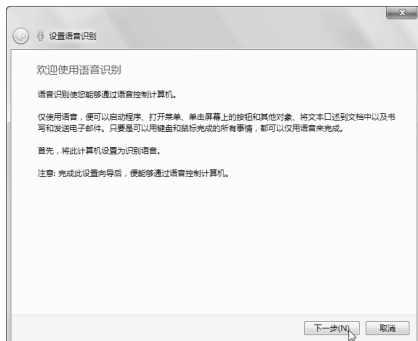 设置语音识别
欢迎使用语音识别
语音识别使您能够通过语音控制计算机。
仅使用语音，便可以启动程序、打开菜单、单击屏幕上的按钮和其他对象、将文本口述到文档中以及书
写和发送电子邮件。只要是可以用键盘和鼠标完成的所有事情，都可以仅用语音来完成。
首先，将此计算机设置为识别语音。
注意: 完成此设置向导后，便能够通过语音控制计算机。
下一步(N) 取消